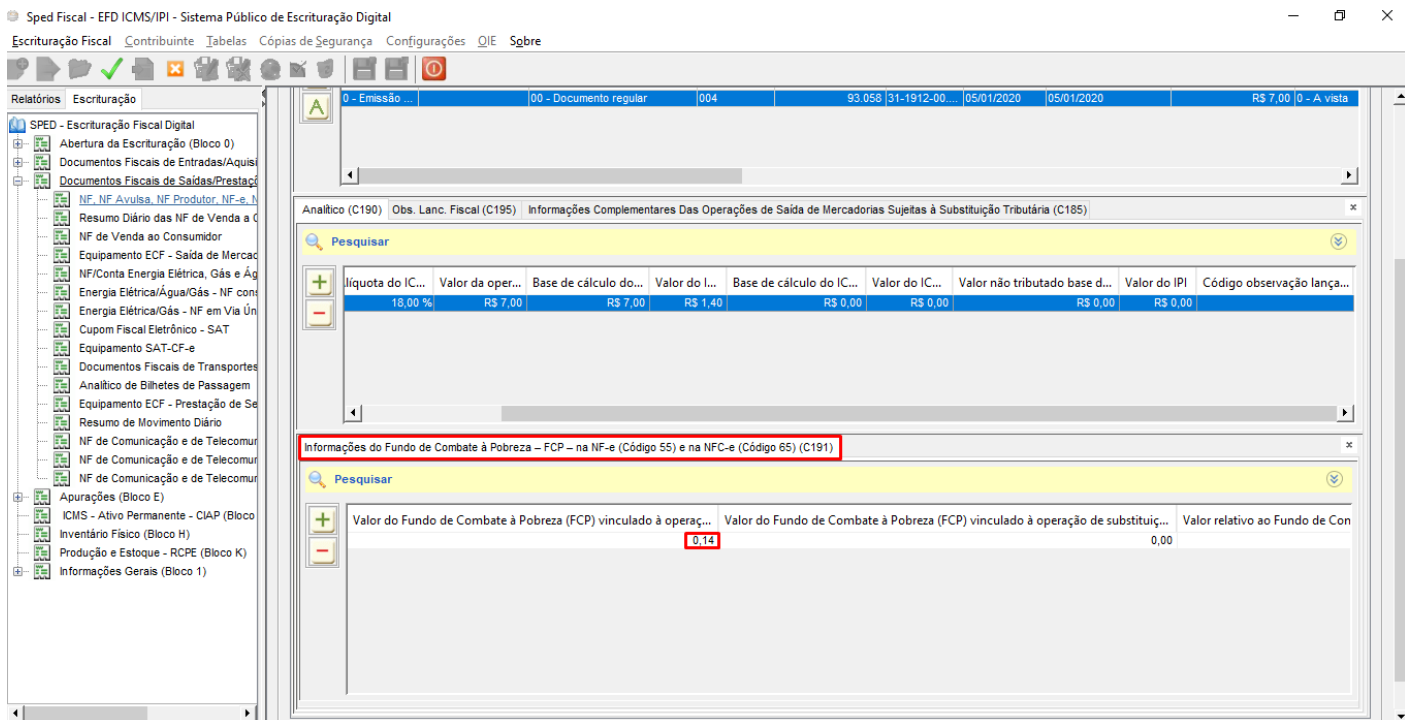 Sped Fiscal - EFD ICMS/IPI - Sistema Público de Escrituração Digital
Escrituração Fiscal Contribuinte Tabelas Cópias de Segurança Configurações OIE Sobre
Relatórios Escrituração
SPED - Escrituração Fiscal Digital
Abertura da Escrituração (Bloco 0)
Documentos Fiscais de Entradas/Aquisi
Documentos Fiscais de Saídas/Prestaçõ
NF, NF Avulsa, NF Produtor, NF-e, N
Resumo Diário das NF de Venda a C
NF de Venda ao Consumidor
Equipamento ECF - Saída de Mercad
NF/Conta Energia Elétrica, Gás e Ág
Energia Elétrica/Água/Gás - NF cons
Energia Elétrica/Gás - NF em Via Ún
Cupom Fiscal Eletrônico - SAT
Equipamento SAT-CF-e
Documentos Fiscais de Transportes
Analítico de Bilhetes de Passagem
Equipamento ECF - Prestação de Se
Resumo de Movimento Diário
NF de Comunicação e de Telecomun
NF de Comunicação e de Telecomun
NF de Comunicação e de Telecomun
Apurações (Bloco E)
ICMS - Ativo Permanente - CIAP (Bloco
Inventário Físico (Bloco H)
Produção e Estoque - RCPE (Bloco K)
Informações Gerais (Bloco 1)
A
0 - Emissão ... 00 - Documento regular 004 93.058 31-1912-00.... 05/01/2020 05/01/2020 R$ 7,00 0 - A vista
Analítico (C190) Obs. Lanc. Fiscal (C195) Informações Complementares Das Operações de Saída de Mercadorias Sujeitas à Substituição Tributária (C185)
Pesquisar
líquota do IC... Valor da oper... Base de cálculo do... Valor do I... Base de cálculo do IC... Valor do IC... Valor não tributado base d... Valor do IPI Código observação lança...
18,00 % R$ 7,00 R$ 7,00 R$ 1,40 R$ 0,00 R$ 0,00 R$ 0,00 R$ 0,00
Informações do Fundo de Combate à Pobreza – FCP – na NF-e (Código 55) e na NFC-e (Código 65) (C191)
Pesquisar
Valor do Fundo de Combate à Pobreza (FCP) vinculado à operaç... Valor do Fundo de Combate à Pobreza (FCP) vinculado à operação de substituiç... Valor relativo ao Fundo de Con
0,14 0,00